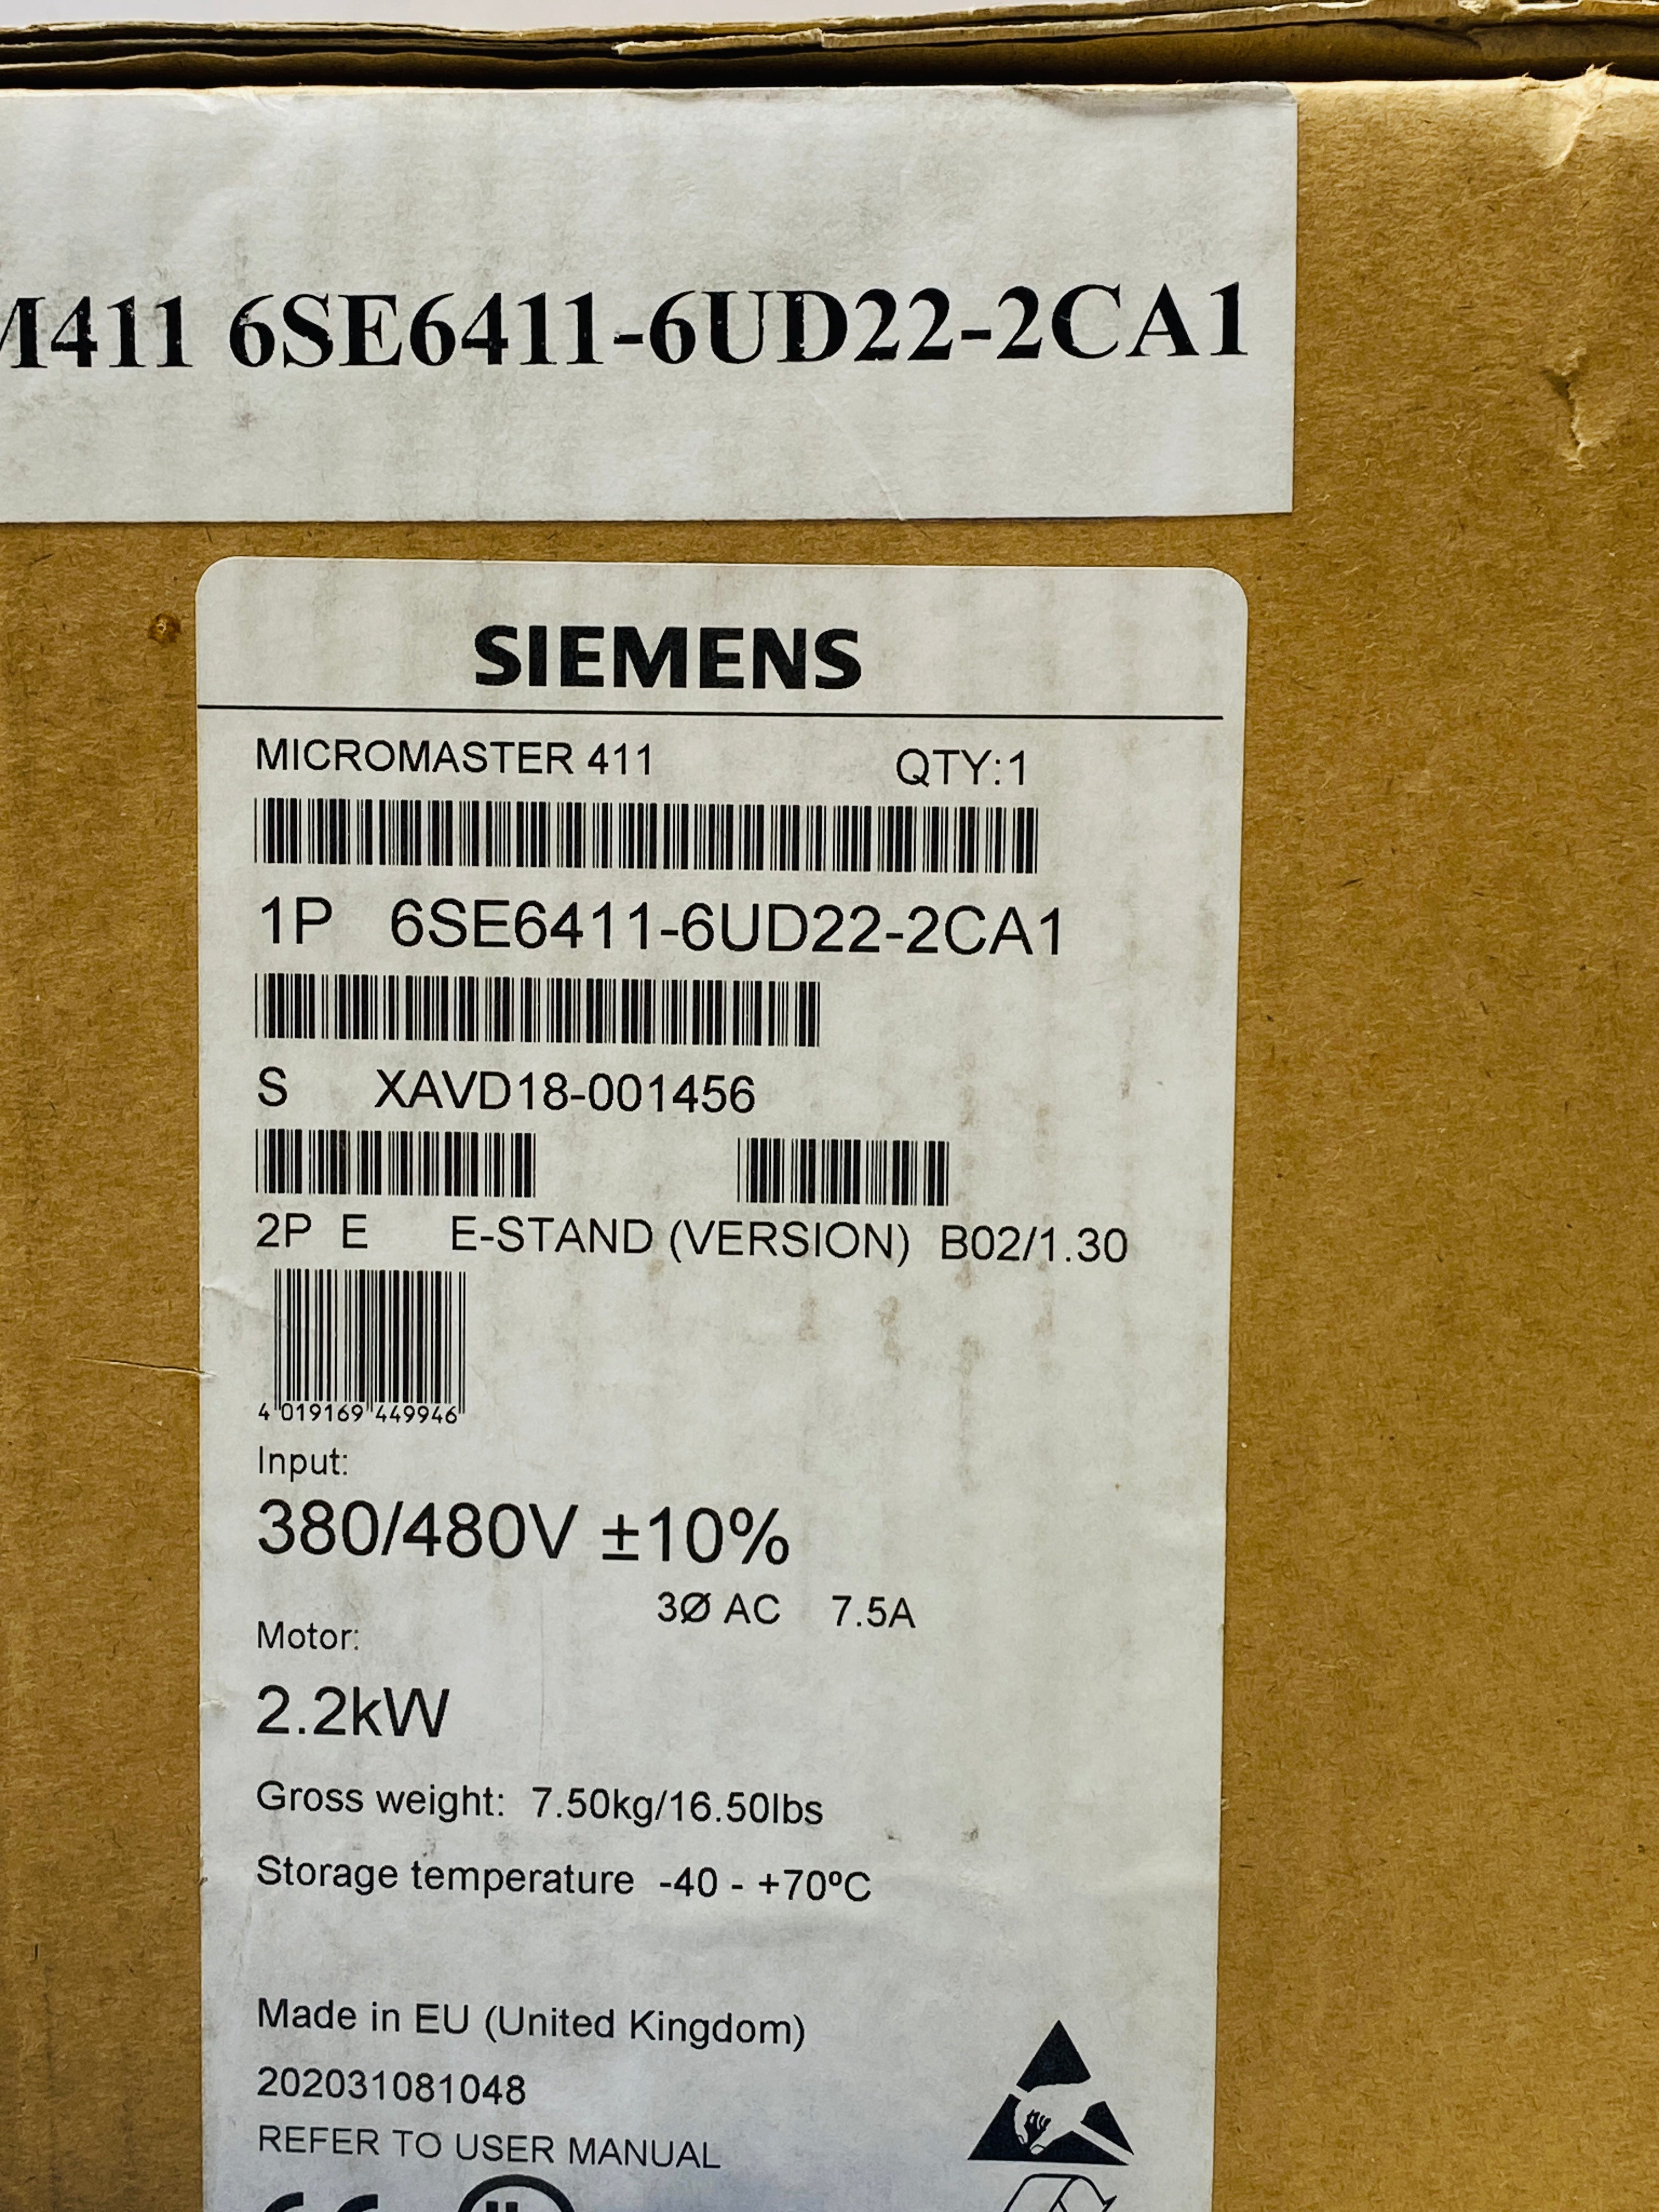 M411 6SE6411-6UD22-2CA1
SIEMENS
MICROMASTER 411 QTY:1
1P 6SE6411-6UD22-2CA1
S XAVD18-001456
2P E E-STAND (VERSION) B02/1.30
4 019169 449946
Input:
380/480V ±10%
3Ø AC 7.5A
Motor:
2.2kW
Gross weight: 7.50kg/16.50lbs
Storage temperature -40 - +70ºC
Made in EU (United Kingdom)
202031081048
REFER TO USER MANUAL